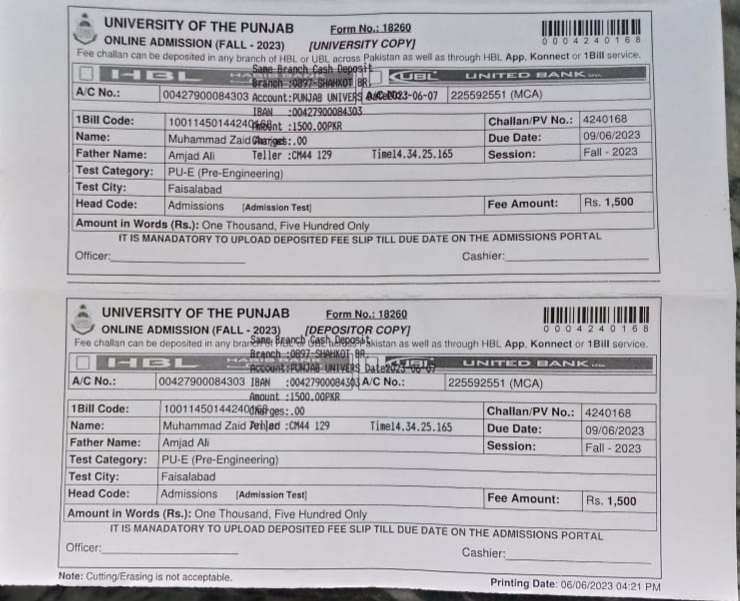 UNIVERSITY OF THE PUNJAB Form No.: 18260
ONLINE ADMISSION (FALL - 2023) [UNIVERSITY COPY] 0 0 0 4 2 4 0 1 6 8
Fee challan can be deposited in any branch of HBL or UBL across Pakistan as well as through HBL App, Konnect or 1Bill service.
Same Branch Cash Deposit
HBL HABIB BANK UBL UNITED BANK
Branch :0897-SHAHKOT BR.
A/C No.: 00427900084303 Account:PUNJAB UNIVERS Date2023-06-07 225592551 (MCA)
IBAN :00427900084303
1Bill Code: 10011450144240168 Amount :1500.00PKR Challan/PV No.: 4240168
Name: Muhammad Zaid Charges:.00 Due Date: 09/06/2023
Father Name: Amjad Ali Teller :CM44 129 Time14.34.25.165 Session: Fall - 2023
Test Category: PU-E (Pre-Engineering)
Test City: Faisalabad
Head Code: Admissions [Admission Test] Fee Amount: Rs. 1,500
Amount in Words (Rs.): One Thousand, Five Hundred Only
IT IS MANADATORY TO UPLOAD DEPOSITED FEE SLIP TILL DUE DATE ON THE ADMISSIONS PORTAL
Officer: Cashier:
UNIVERSITY OF THE PUNJAB Form No.: 18260
ONLINE ADMISSION (FALL - 2023) [DEPOSITOR COPY] 0 0 0 4 2 4 0 1 6 8
Same Branch Cash Deposit
Fee challan can be deposited in any branch of HBL or UBL across Pakistan as well as through HBL App, Konnect or 1Bill service.
Branch :0897-SHAHKOT BR.
HBL HABIB BANK UBL UNITED BANK
Account:PUNJAB UNIVERS Date2023-06-07
A/C No.: 00427900084303 IBAN :00427900084303 A/C No.: 225592551 (MCA)
Amount :1500.00PKR
1Bill Code: 10011450144240168 Charges:.00 Challan/PV No.: 4240168
Name: Muhammad Zaid Teller :CM44 129 Time14.34.25.165 Due Date: 09/06/2023
Father Name: Amjad Ali Session: Fall - 2023
Test Category: PU-E (Pre-Engineering)
Test City: Faisalabad
Head Code: Admissions [Admission Test] Fee Amount: Rs. 1,500
Amount in Words (Rs.): One Thousand, Five Hundred Only
IT IS MANADATORY TO UPLOAD DEPOSITED FEE SLIP TILL DUE DATE ON THE ADMISSIONS PORTAL
Officer: Cashier:
Note: Cutting/Erasing is not acceptable. Printing Date: 06/06/2023 04:21 PM